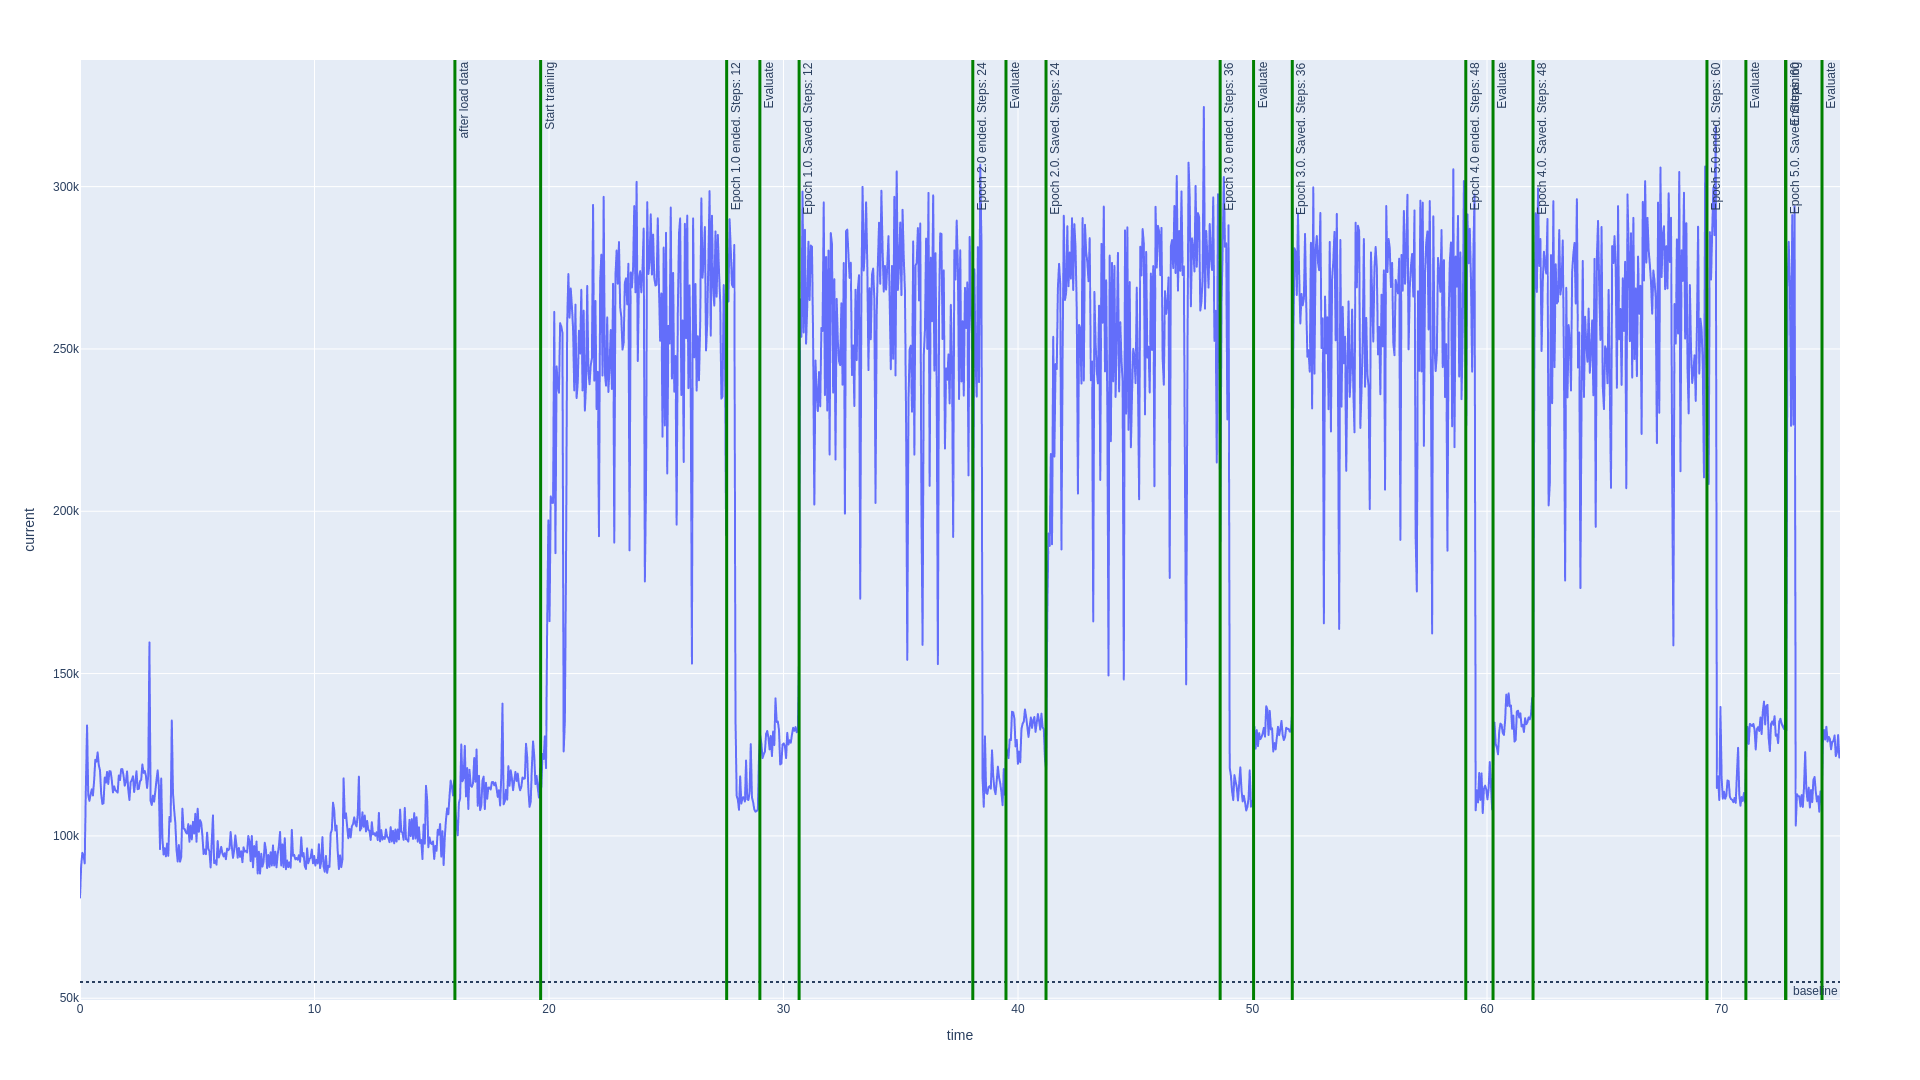 after load data
Start training
Epoch 1.0 ended. Steps: 12
Evaluate
Epoch 1.0. Saved. Steps: 12
Epoch 2.0 ended. Steps: 24
Evaluate
Epoch 2.0. Saved. Steps: 24
Epoch 3.0 ended. Steps: 36
Evaluate
Epoch 3.0. Saved. Steps: 36
Epoch 4.0 ended. Steps: 48
Evaluate
Epoch 4.0. Saved. Steps: 48
Epoch 5.0 ended. Steps: 60
Evaluate
Epoch 5.0. Saved. Steps:
Evaluate
300k
250k
200k
150k
100k
50k
current
baseline
0
10
20
30
40
50
60
70
time